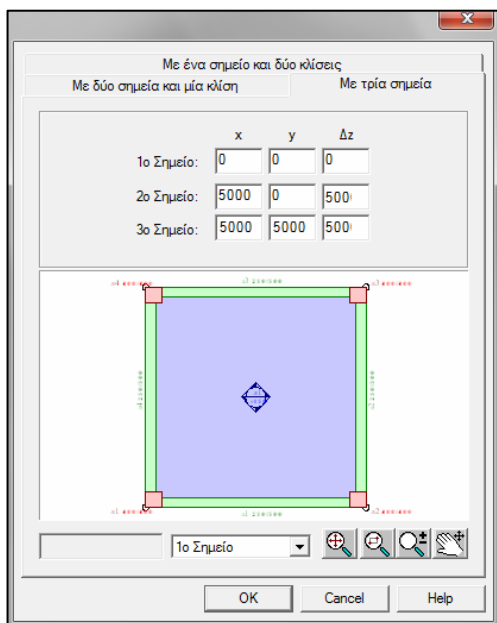 Με ένα σημείο και δύο κλίσεις
Με δύο σημεία και μία κλίση
Με τρία σημεία
x y Δz
1ο Σημείο: 0 0 0
2ο Σημείο: 5000 0 500
3ο Σημείο: 5000 5000 500
1ο Σημείο
OK Cancel Help